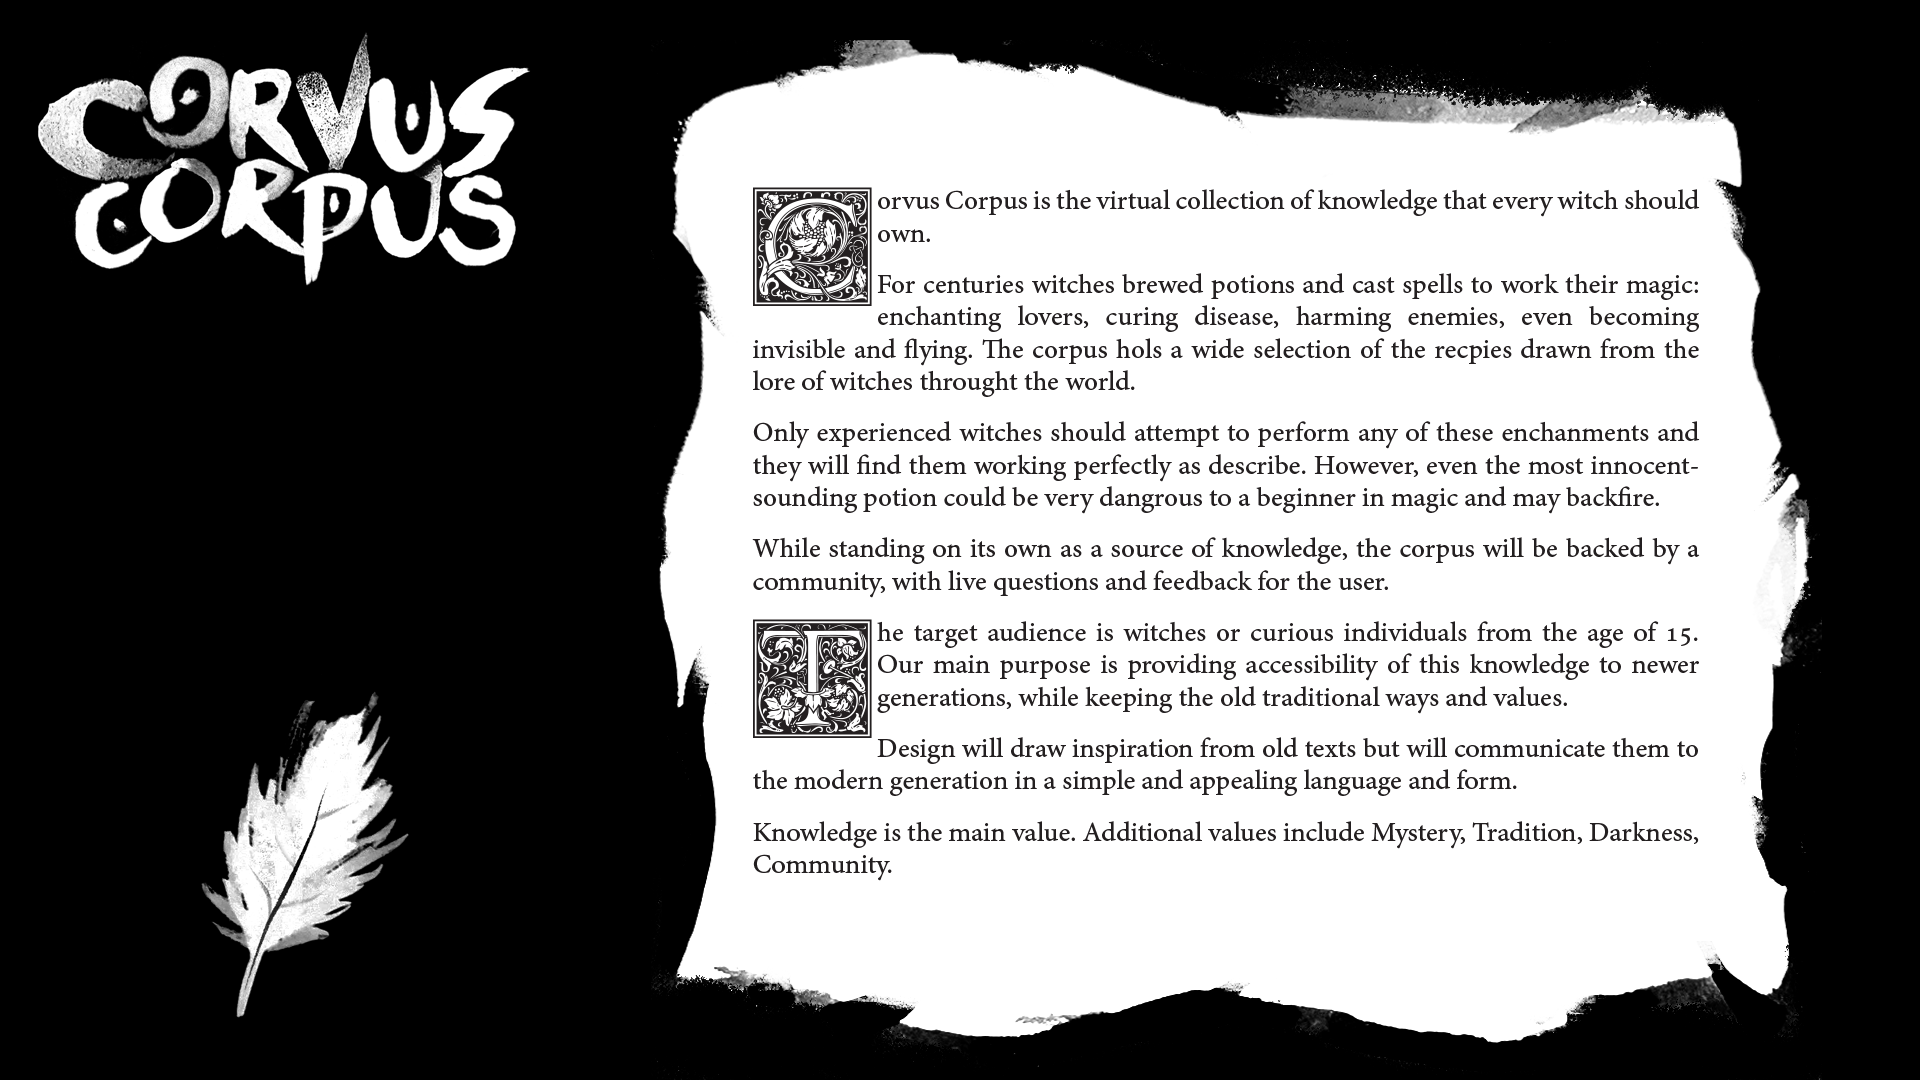 CORVUS
CORPUS
Corvus Corpus is the virtual collection of knowledge that every witch should
own.
For centuries witches brewed potions and cast spells to work their magic:
enchanting lovers, curing disease, harming enemies, even becoming
invisible and flying. The corpus hols a wide selection of the recpies drawn from the
lore of witches throught the world.
Only experienced witches should attempt to perform any of these enchanments and
they will find them working perfectly as describe. However, even the most innocent-
sounding potion could be very dangrous to a beginner in magic and may backfire.
While standing on its own as a source of knowledge, the corpus will be backed by a
community, with live questions and feedback for the user.
The target audience is witches or curious individuals from the age of 15.
Our main purpose is providing accessibility of this knowledge to newer
generations, while keeping the old traditional ways and values.
Design will draw inspiration from old texts but will communicate them to
the modern generation in a simple and appealing language and form.
Knowledge is the main value. Additional values include Mystery, Tradition, Darkness,
Community.